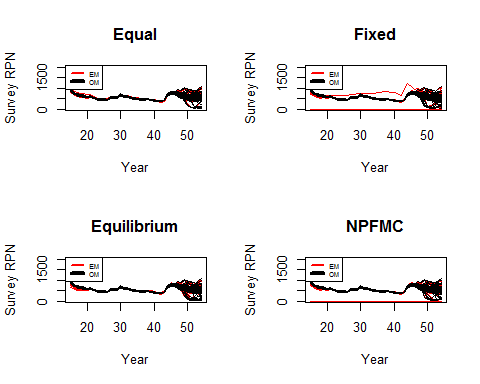 Equal
Survey RPN
0
1500
EM
OM
20
30
40
50
Year
Fixed
Survey RPN
0
1500
EM
OM
20
30
40
50
Year
Equilibrium
Survey RPN
0
1500
EM
OM
20
30
40
50
Year
NPFMC
Survey RPN
0
1500
EM
OM
20
30
40
50
Year